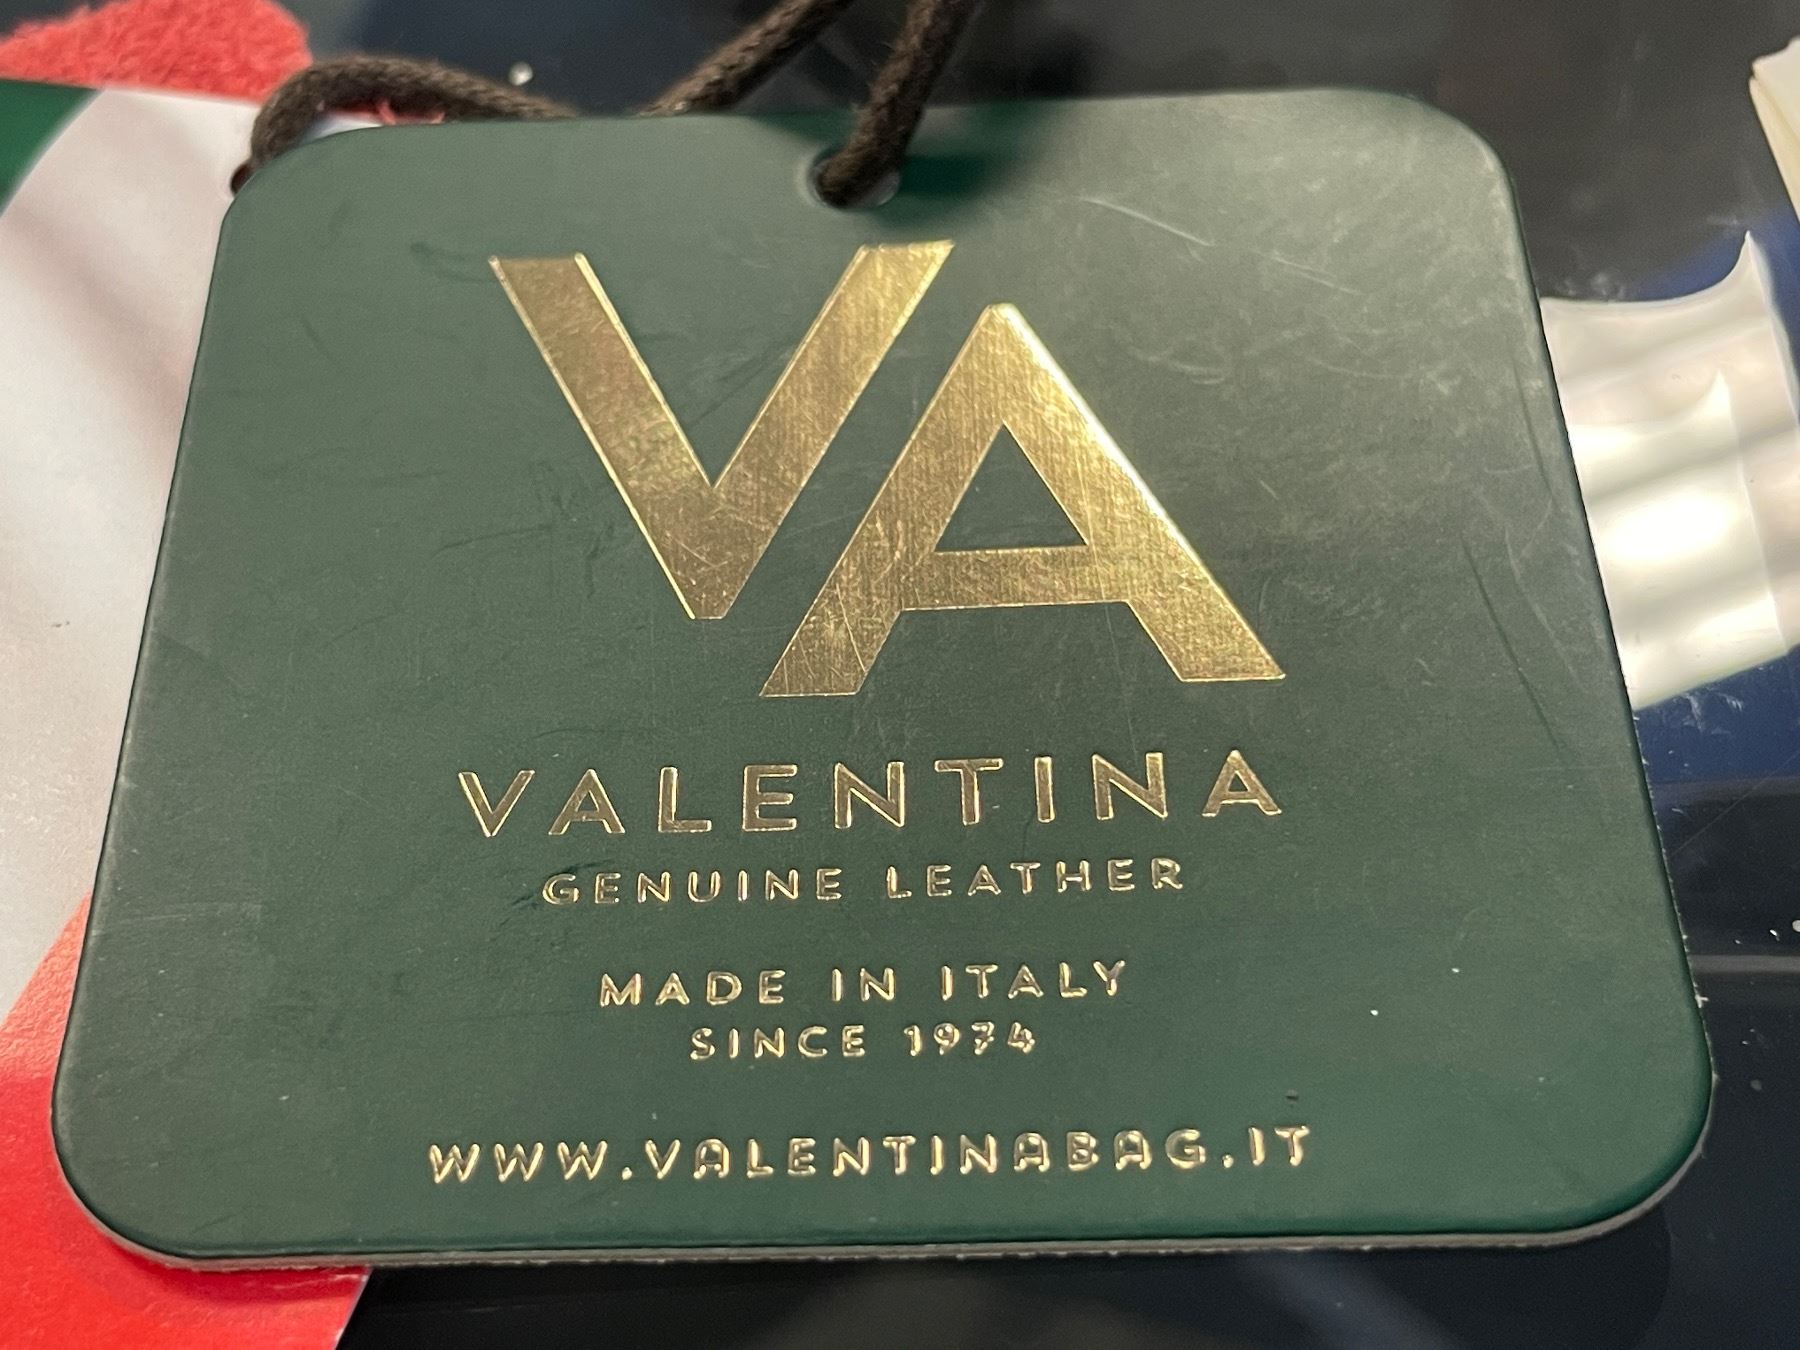 VA
VALENTINA
GENUINE LEATHER
MADE IN ITALY
SINCE 1974
WWW.VALENTINABAG.IT